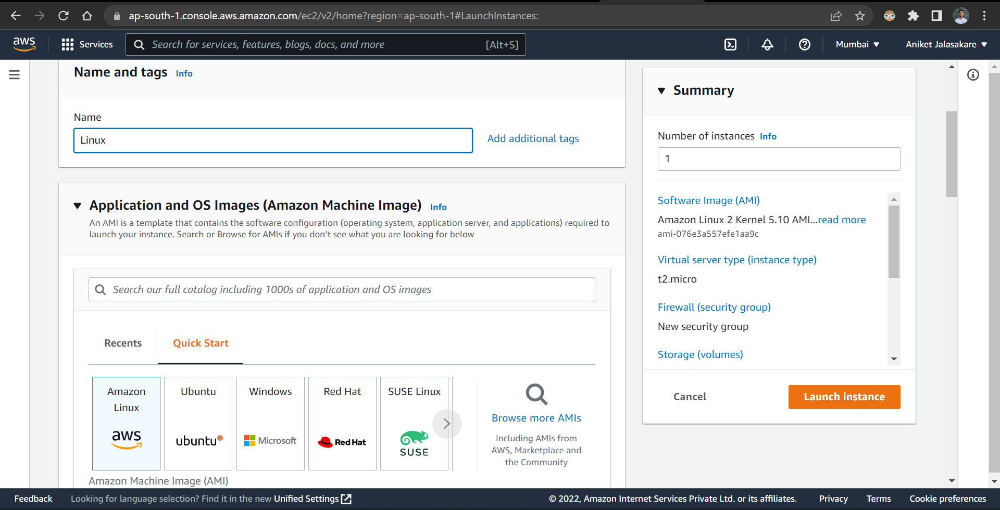 ap-south-1.console.aws.amazon.com/ec2/v2/home?region=ap-south-1#LaunchInstances:
aws
Services
Search for services, features, blogs, docs, and more
[Alt+S]
Mumbai
Aniket Jalasakare
Name and tags Info
Name
Linux
Add additional tags
Application and OS Images (Amazon Machine Image) Info
An AMI is a template that contains the software configuration (operating system, application server, and applications) required to
launch your instance. Search or Browse for AMIs if you don't see what you are looking for below
Search our full catalog including 1000s of application and OS images
Recents
Quick Start
Amazon
Linux
aws
Ubuntu
ubuntu
Windows
Microsoft
Red Hat
Red Hat
SUSE Linux
SUSE
Browse more AMIs
Including AMIs from
AWS, Marketplace and
the Community
Amazon Machine Image (AMI)
Summary
Number of instances Info
1
Software Image (AMI)
Amazon Linux 2 Kernel 5.10 AMI...read more
ami-076e3a557efe1aa9c
Virtual server type (instance type)
t2.micro
Firewall (security group)
New security group
Storage (volumes)
Cancel
Launch instance
Feedback
Looking for language selection? Find it in the new Unified Settings
© 2022, Amazon Internet Services Private Ltd. or its affiliates.
Privacy
Terms
Cookie preferences